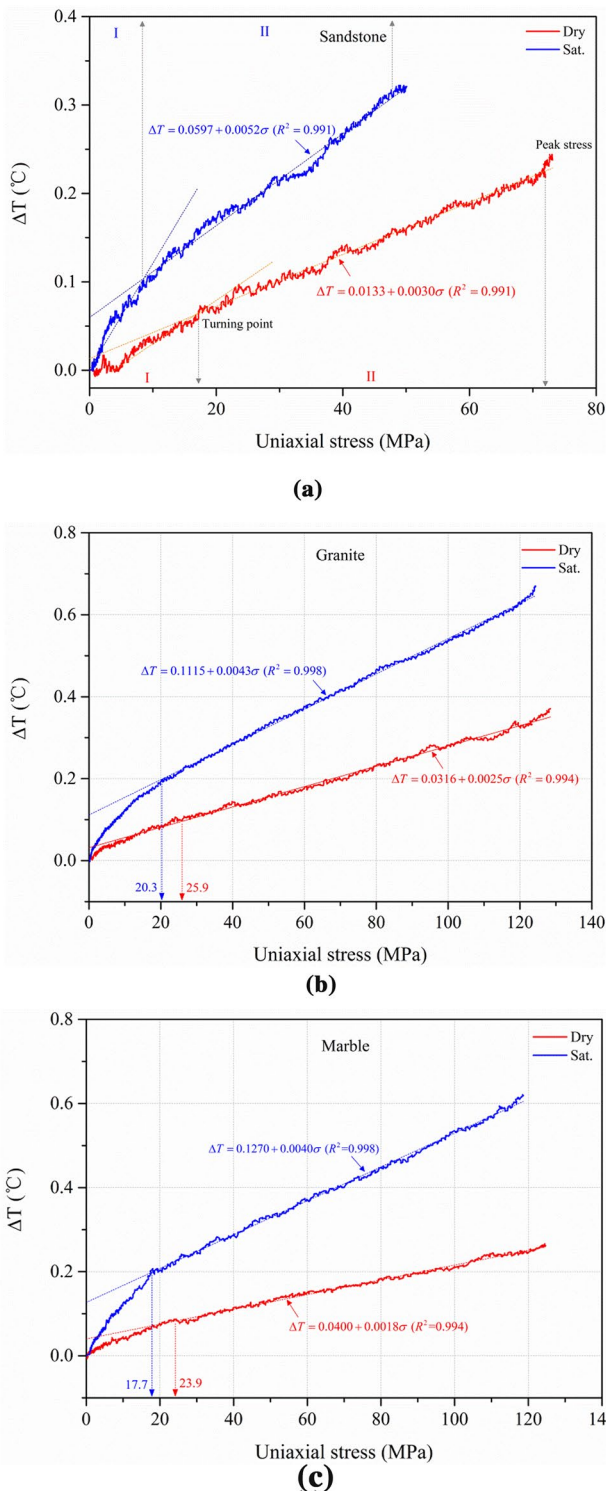 I
II
Sandstone
Dry
Sat.
ΔT = 0.0597 + 0.0052σ (R² = 0.991)
Peak stress
ΔT = 0.0133 + 0.0030σ (R² = 0.991)
Turning point
I
II
0.4
0.3
0.2
0.1
0.0
ΔT (℃)
0 20 40 60 80
Uniaxial stress (MPa)
(a)
Granite
Dry
Sat.
ΔT = 0.1115 + 0.0043σ (R² = 0.998)
ΔT = 0.0316 + 0.0025σ (R² = 0.994)
20.3
25.9
0.8
0.6
0.4
0.2
0.0
ΔT (℃)
0 20 40 60 80 100 120 140
Uniaxial stress (MPa)
(b)
Marble
Dry
Sat.
ΔT = 0.1270 + 0.0040σ (R²=0.998)
ΔT = 0.0400 + 0.0018σ (R²=0.994)
17.7
23.9
0.8
0.6
0.4
0.2
0.0
ΔT (℃)
0 20 40 60 80 100 120 140
Uniaxial stress (MPa)
(c)